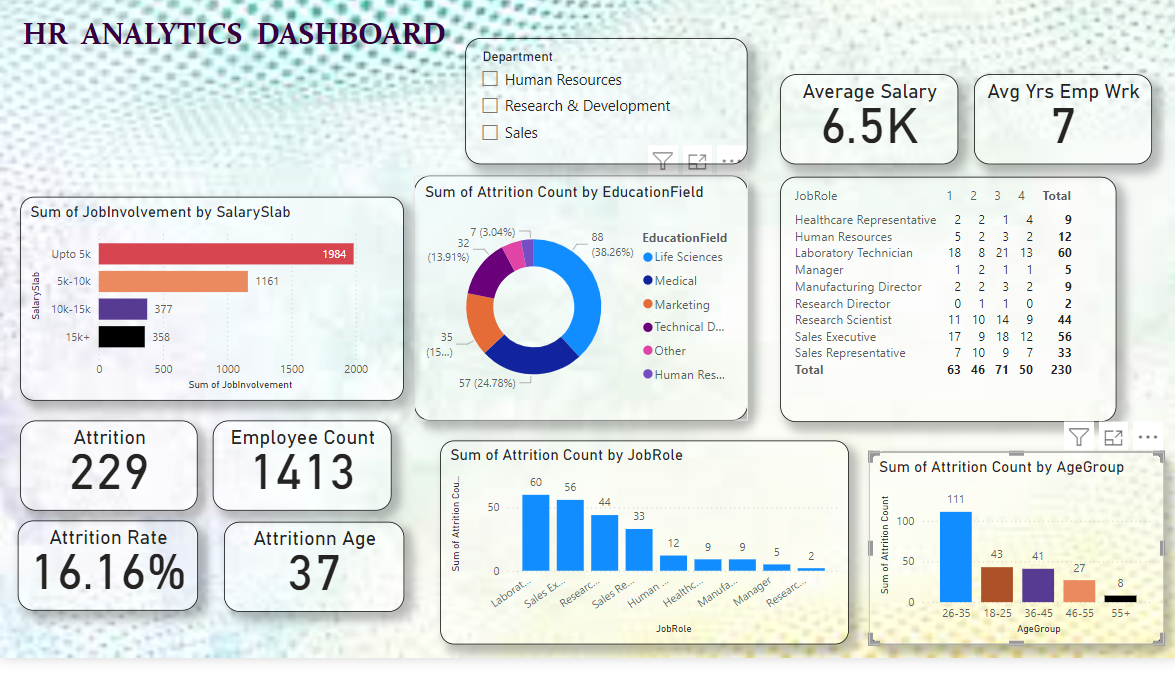 HR ANALYTICS DASHBOARD
Department
Human Resources
Research & Development
Sales
Average Salary
6.5K
Avg Yrs Emp Wrk
7
Sum of JobInvolvement by SalarySlab
SalarySlab
Upto 5k 1984
5k-10k 1161
10k-15k 377
15k+ 358
0 500 1000 1500 2000
Sum of JobInvolvement
Sum of Attrition Count by EducationField
88
(38.26%)
57 (24.78%)
35
(15...)
32
(13.91%)
7 (3.04%)
EducationField
Life Sciences
Medical
Marketing
Technical D...
Other
Human Res...
JobRole 1 2 3 4 Total
Healthcare Representative 2 2 1 4 9
Human Resources 5 2 3 2 12
Laboratory Technician 18 8 21 13 60
Manager 1 2 1 1 5
Manufacturing Director 2 2 3 2 9
Research Director 0 1 1 0 2
Research Scientist 11 10 14 9 44
Sales Executive 17 9 18 12 56
Sales Representative 7 10 9 7 33
Total 63 46 71 50 230
Attrition
229
Employee Count
1413
Attrition Rate
16.16%
Attritionn Age
37
Sum of Attrition Count by JobRole
Sum of Attrition Cou...
50
0
60 56 44 33 12 9 9 5 2
Laborat... Sales Ex... Researc... Sales Re... Human ... Healthc... Manufa... Manager Researc...
JobRole
Sum of Attrition Count by AgeGroup
Sum of Attrition Count
100
50
0
111 43 41 27 8
26-35 18-25 36-45 46-55 55+
AgeGroup